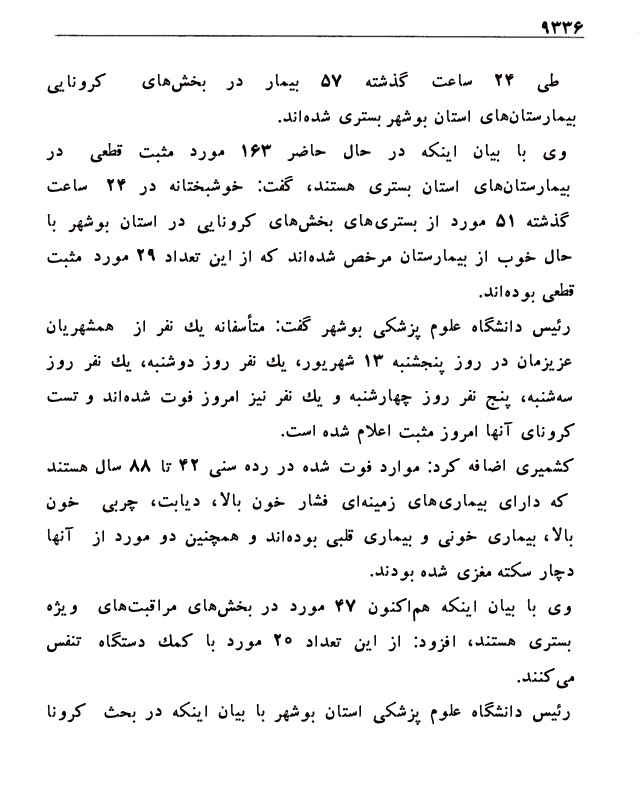 ۹۳۳۶
طی ۲۴ ساعت گذشته ۵۷ بیمار در بخش‌های کرونایی
بیمارستان‌های استان بوشهر بستری شده‌اند.
وی با بیان اینکه در حال حاضر ۱۶۳ مورد مثبت قطعی در
بیمارستان‌های استان بستری هستند، گفت: خوشبختانه در ۲۴ ساعت
گذشته ۵۱ مورد از بستری‌های بخش‌های کرونایی در استان بوشهر با
حال خوب از بیمارستان مرخص شده‌اند که از این تعداد ۲۹ مورد مثبت
قطعی بوده‌اند.
رئیس دانشگاه علوم پزشکی بوشهر گفت: متأسفانه یك نفر از همشهریان
عزیزمان در روز پنجشنبه ۱۳ شهریور، یك نفر روز دوشنبه، یك نفر روز
سه‌شنبه، پنج نفر روز چهارشنبه و یك نفر نیز امروز فوت شده‌اند و تست
کرونای آنها امروز مثبت اعلام شده است.
کشمیری اضافه کرد: موارد فوت شده در رده سنی ۴۲ تا ۸۸ سال هستند
که دارای بیماری‌های زمینه‌ای فشار خون بالا، دیابت، چربی خون
بالا، بیماری خونی و بیماری قلبی بوده‌اند و همچنین دو مورد از آنها
دچار سکته مغزی شده بودند.
وی با بیان اینکه هم‌اکنون ۴۷ مورد در بخش‌های مراقبت‌های ویژه
بستری هستند، افزود: از این تعداد ۲۰ مورد با کمك دستگاه تنفس
می‌کنند.
رئیس دانشگاه علوم پزشکی استان بوشهر با بیان اینکه در بحث کرونا